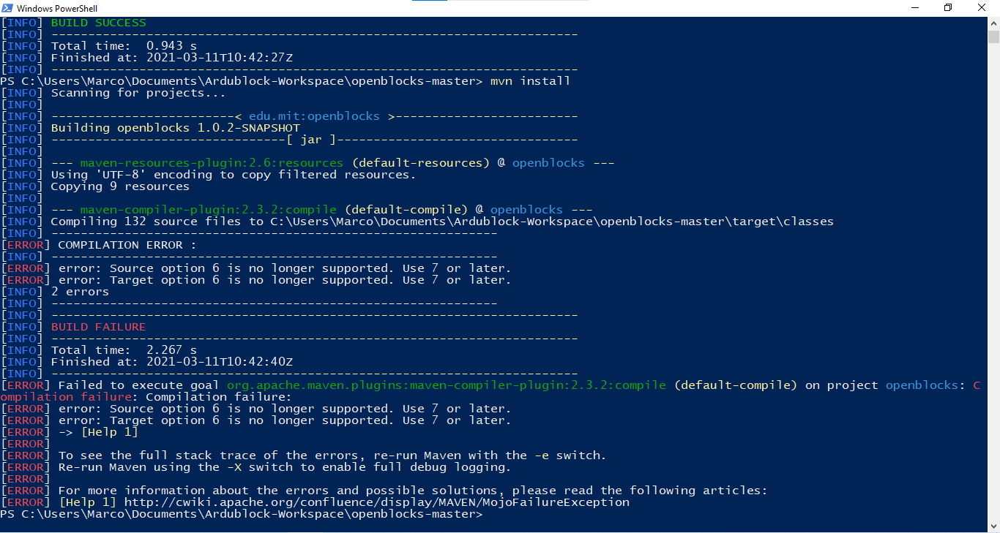 Windows PowerShell
[INFO] BUILD SUCCESS
[INFO] ------------------------------------------------------------------------
[INFO] Total time:  0.943 s
[INFO] Finished at: 2021-03-11T10:42:27Z
[INFO] ------------------------------------------------------------------------
PS C:\Users\Marco\Documents\Ardublock-Workspace\openblocks-master> mvn install
[INFO] Scanning for projects...
[INFO]
[INFO] -------------------------< edu.mit:openblocks >-------------------------
[INFO] Building openblocks 1.0.2-SNAPSHOT
[INFO] --------------------------------[ jar ]---------------------------------
[INFO]
[INFO] --- maven-resources-plugin:2.6:resources (default-resources) @ openblocks ---
[INFO] Using 'UTF-8' encoding to copy filtered resources.
[INFO] Copying 9 resources
[INFO]
[INFO] --- maven-compiler-plugin:2.3.2:compile (default-compile) @ openblocks ---
[INFO] Compiling 132 source files to C:\Users\Marco\Documents\Ardublock-Workspace\openblocks-master\target\classes
[INFO] -------------------------------------------------------------
[ERROR] COMPILATION ERROR :
[INFO] -------------------------------------------------------------
[ERROR] error: Source option 6 is no longer supported. Use 7 or later.
[ERROR] error: Target option 6 is no longer supported. Use 7 or later.
[INFO] 2 errors
[INFO] -------------------------------------------------------------
[INFO] ------------------------------------------------------------------------
[INFO] BUILD FAILURE
[INFO] ------------------------------------------------------------------------
[INFO] Total time:  2.267 s
[INFO] Finished at: 2021-03-11T10:42:40Z
[INFO] ------------------------------------------------------------------------
[ERROR] Failed to execute goal org.apache.maven.plugins:maven-compiler-plugin:2.3.2:compile (default-compile) on project openblocks: C
ompilation failure: Compilation failure:
[ERROR] error: Source option 6 is no longer supported. Use 7 or later.
[ERROR] error: Target option 6 is no longer supported. Use 7 or later.
[ERROR] -> [Help 1]
[ERROR]
[ERROR] To see the full stack trace of the errors, re-run Maven with the -e switch.
[ERROR] Re-run Maven using the -X switch to enable full debug logging.
[ERROR]
[ERROR] For more information about the errors and possible solutions, please read the following articles:
[ERROR] [Help 1] http://cwiki.apache.org/confluence/display/MAVEN/MojoFailureException
PS C:\Users\Marco\Documents\Ardublock-Workspace\openblocks-master>